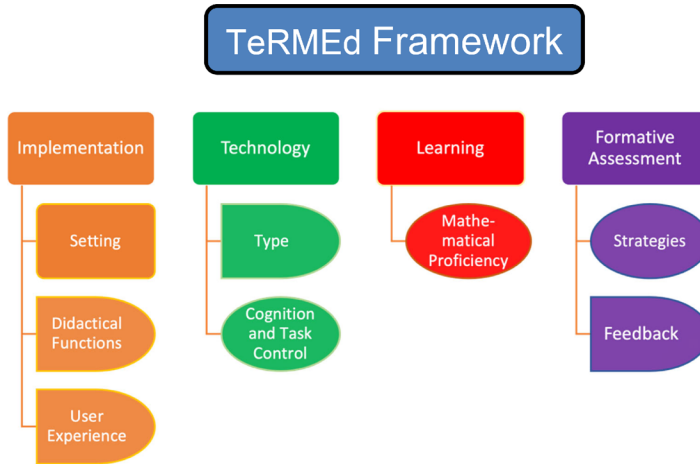 TeRMEd Framework
Implementation
Technology
Learning
Formative
Assessment
Setting
Didactical
Functions
User
Experience
Type
Cognition
and Task
Control
Mathe-
matical
Proficiency
Strategies
Feedback